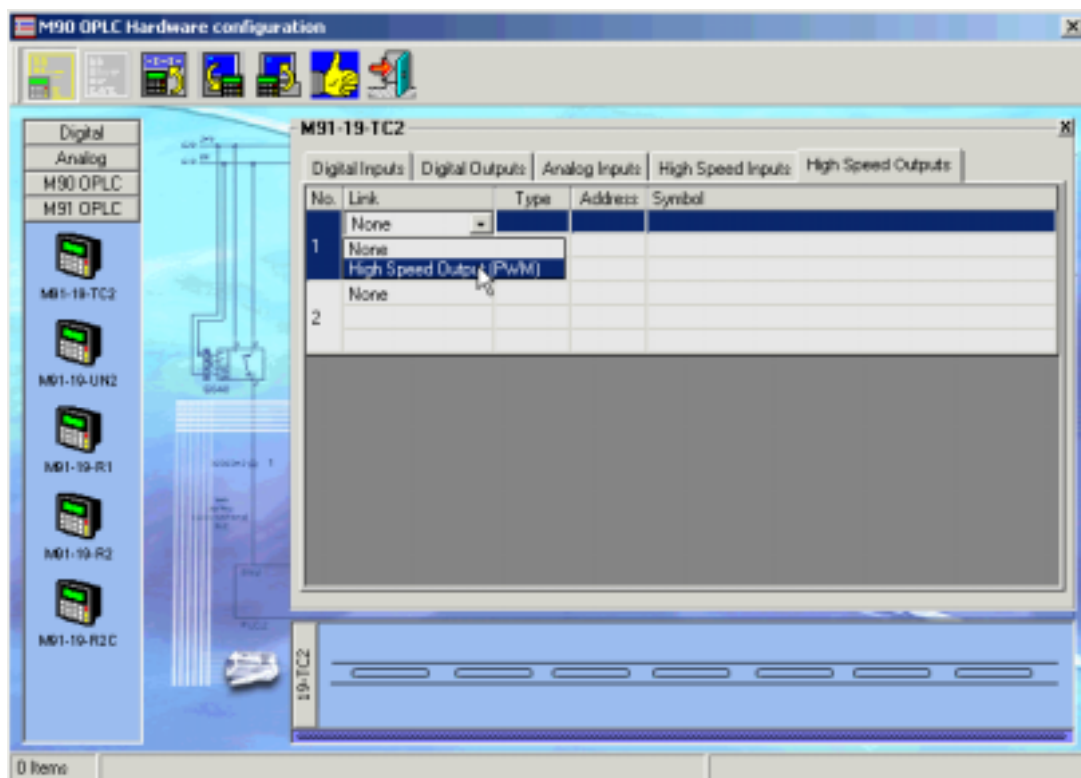 M90 OPLC Hardware configuration
Digital
Analog
M90 OPLC
M91 OPLC
M91-19-TC2
M91-19-UN2
M91-19-R1
M91-19-R2
M91-19-R2C
M91-19-TC2
Digital Inputs
Digital Outputs
Analog Inputs
High Speed Inputs
High Speed Outputs
No. Link Type Address Symbol
1
None
None
High Speed Output (PWM)
2
None
19-TC2
0 Items